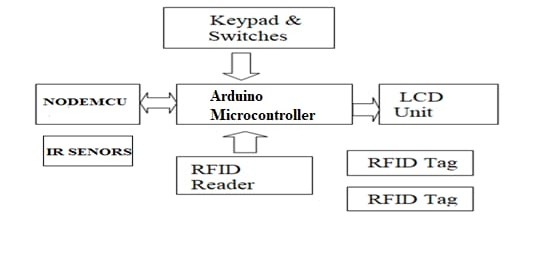 Keypad &
Switches
NODEMCU
Arduino
Microcontroller
LCD
Unit
IR SENORS
RFID
Reader
RFID Tag
RFID Tag